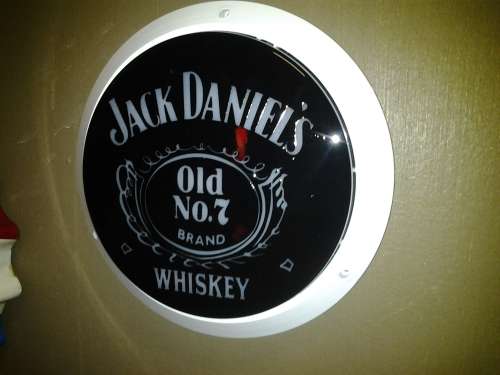 JACK DANIEL'S
Old
No.7
BRAND
WHISKEY